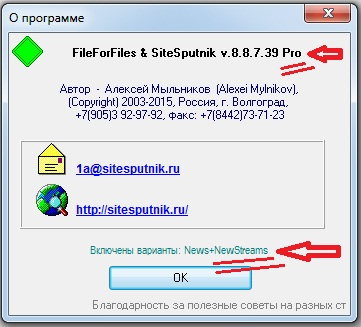 О программе
FileForFiles & SiteSputnik v.8.8.7.39 Pro
Автор - Алексей Мыльников (Alexei Mylnikov),
(Copyright) 2003-2015, Россия, г. Волгоград,
+7(905)3 92-97-92, факс: +7(8442)73-71-23
1a@sitesputnik.ru
http://sitesputnik.ru/
Включены варианты: News+NewStreams
OK
Благодарность за полезные советы на разных ст